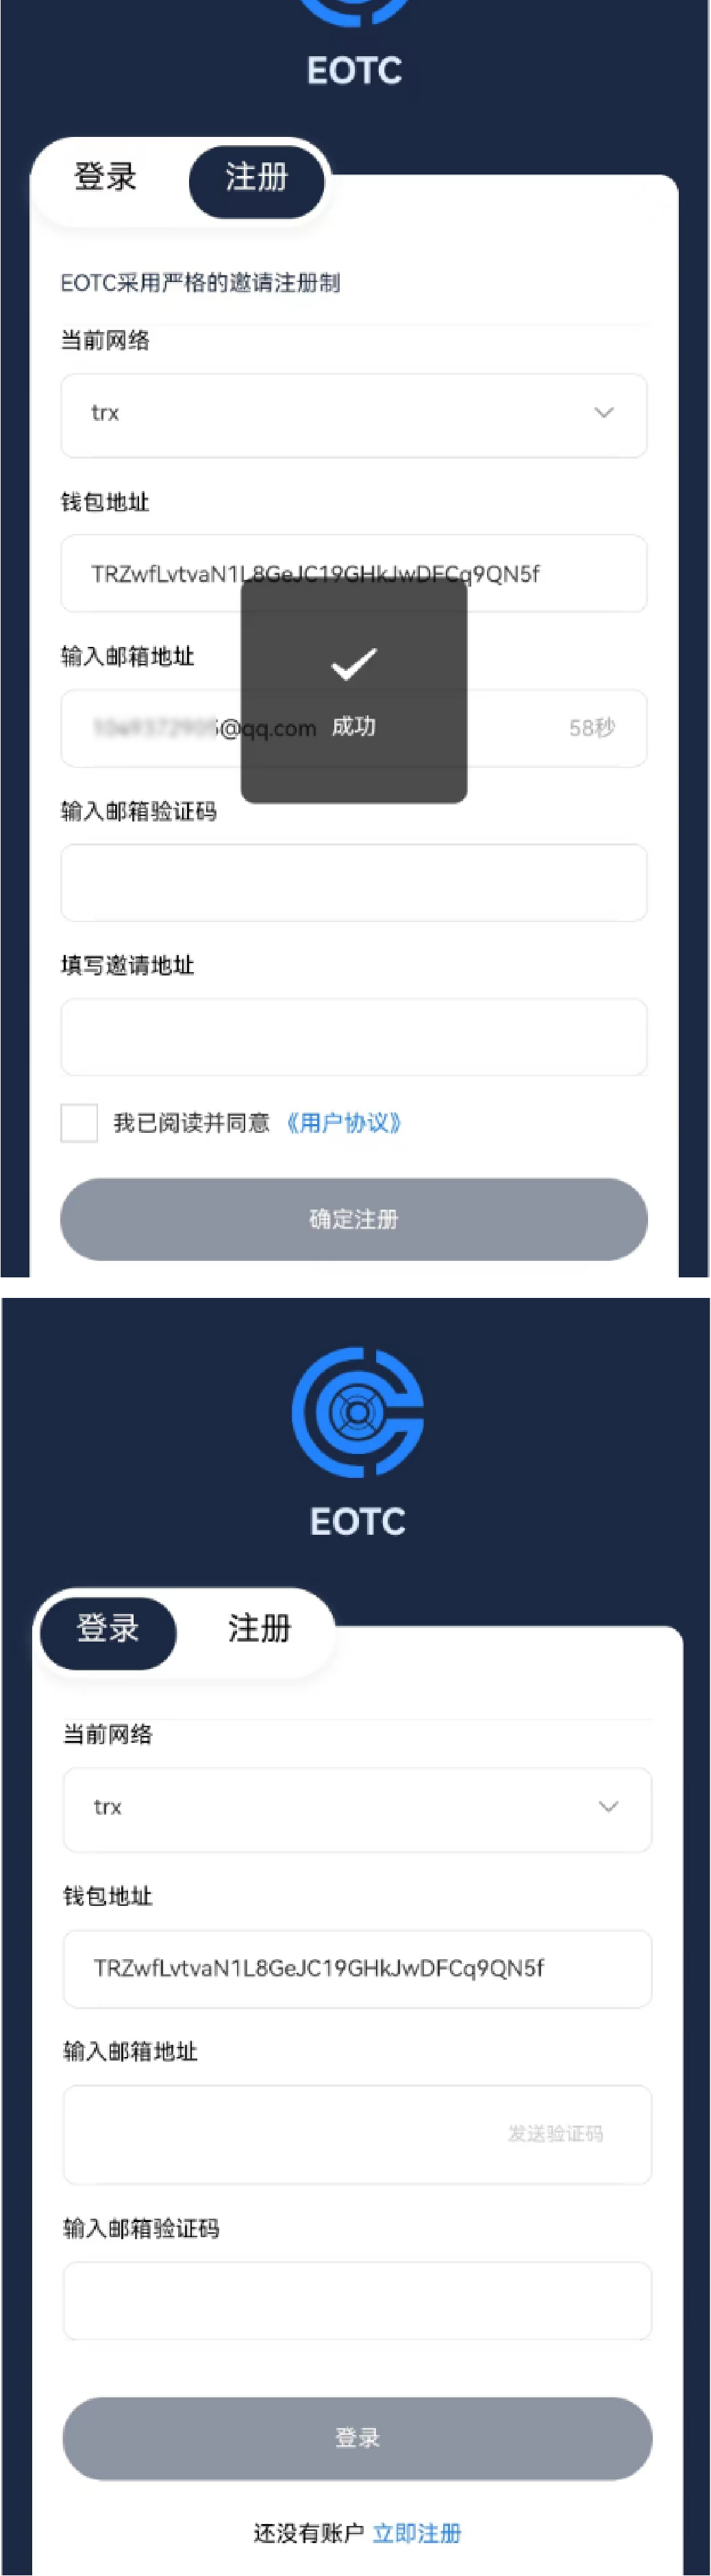 EOTC
登录 注册
EOTC采用严格的邀请注册制
当前网络
trx
钱包地址
TRZwfLvtvaN1L8GeJC19GHkJwDFCq9QN5f
输入邮箱地址
@qq.com 成功 58秒
输入邮箱验证码
填写邀请地址
我已阅读并同意 《用户协议》
确定注册
EOTC
登录 注册
当前网络
trx
钱包地址
TRZwfLvtvaN1L8GeJC19GHkJwDFCq9QN5f
输入邮箱地址
发送验证码
输入邮箱验证码
登录
还没有账户 立即注册